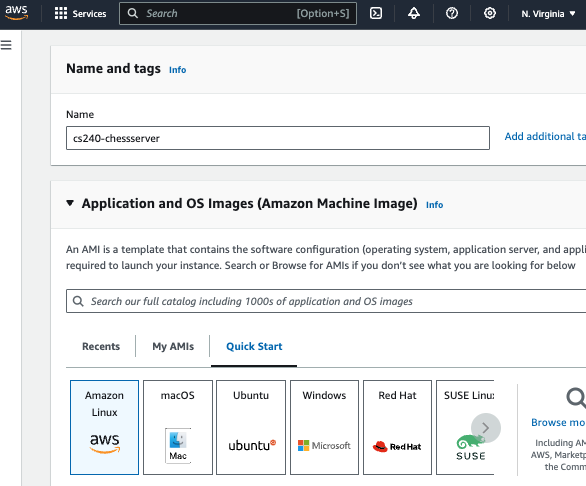 aws Services Search [Option+S] N. Virginia
Name and tags Info
Name
cs240-chessserver Add additional ta
Application and OS Images (Amazon Machine Image) Info
An AMI is a template that contains the software configuration (operating system, application server, and appli
required to launch your instance. Search or Browse for AMIs if you don't see what you are looking for below
Search our full catalog including 1000s of application and OS images
Recents My AMIs Quick Start
Amazon
Linux
aws
macOS
Mac
Ubuntu
ubuntu
Windows
Microsoft
Red Hat
Red Hat
SUSE Linux
SUSE
Browse mo
Including AM
AWS, Marketp
the Comm